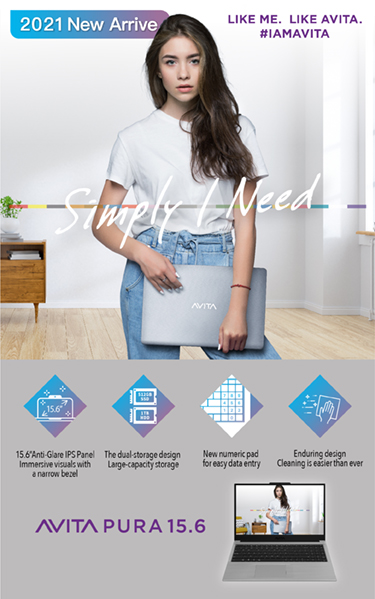 2021 New Arrive
LIKE ME. LIKE AVITA.
#IAMAVITA
Simply I Need
AVITA
15.6"
512GB
SSD
1TB
HDD
15.6"Anti-Glare IPS Panel
Immersive visuals with
a narrow bezel
The dual-storage design
Large-capacity storage
New numeric pad
for easy data entry
Enduring design
Cleaning is easier than ever
AVITA PURA 15.6